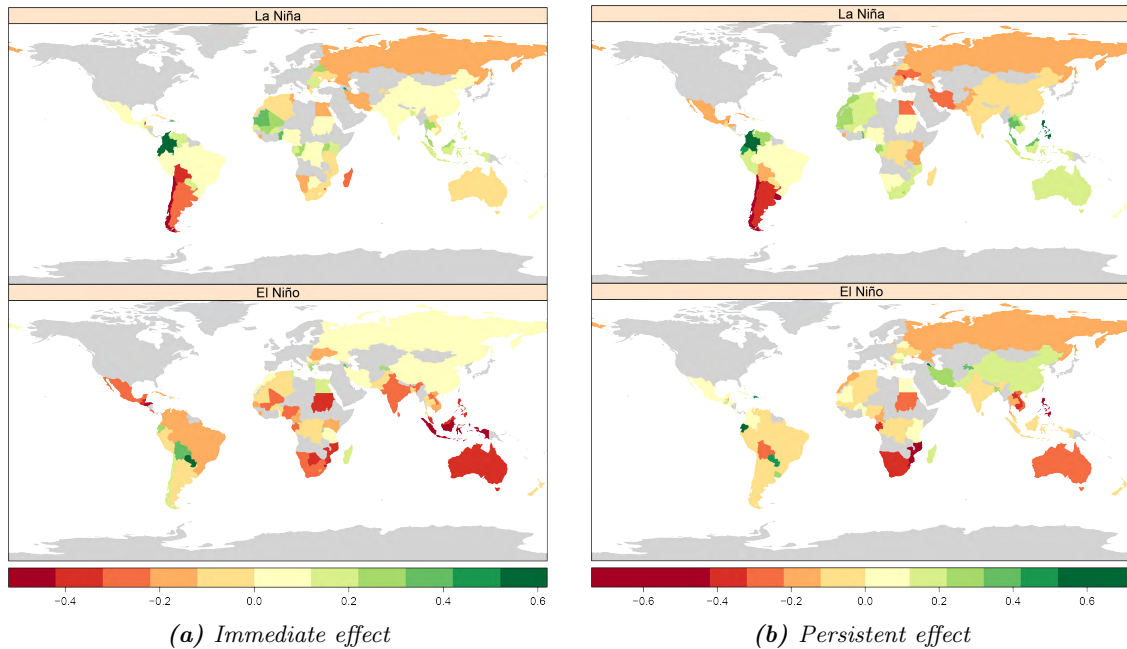 La Niña
El Niño
−0.4 −0.2 0.0 0.2 0.4 0.6
(a) Immediate effect
La Niña
El Niño
−0.6 −0.4 −0.2 0.0 0.2 0.4 0.6
(b) Persistent effect